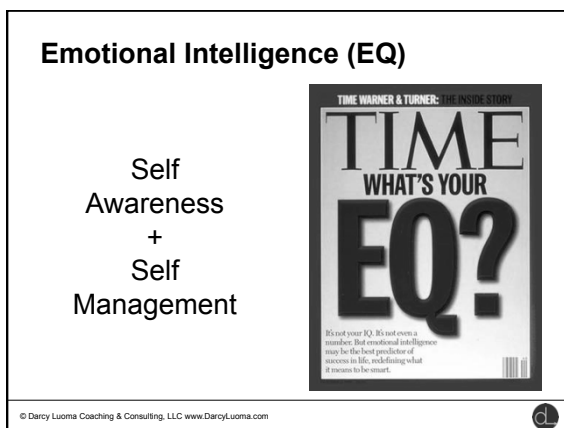 Emotional Intelligence (EQ)
Self
Awareness
+
Self
Management
TIME WARNER & TURNER: THE INSIDE STORY
TIME
WHAT'S YOUR
EQ?
It's not your IQ. It's not even a
number. But emotional intelligence
may be the best predictor of
success in life, redefining what
it means to be smart.
© Darcy Luoma Coaching & Consulting, LLC www.DarcyLuoma.com
dL